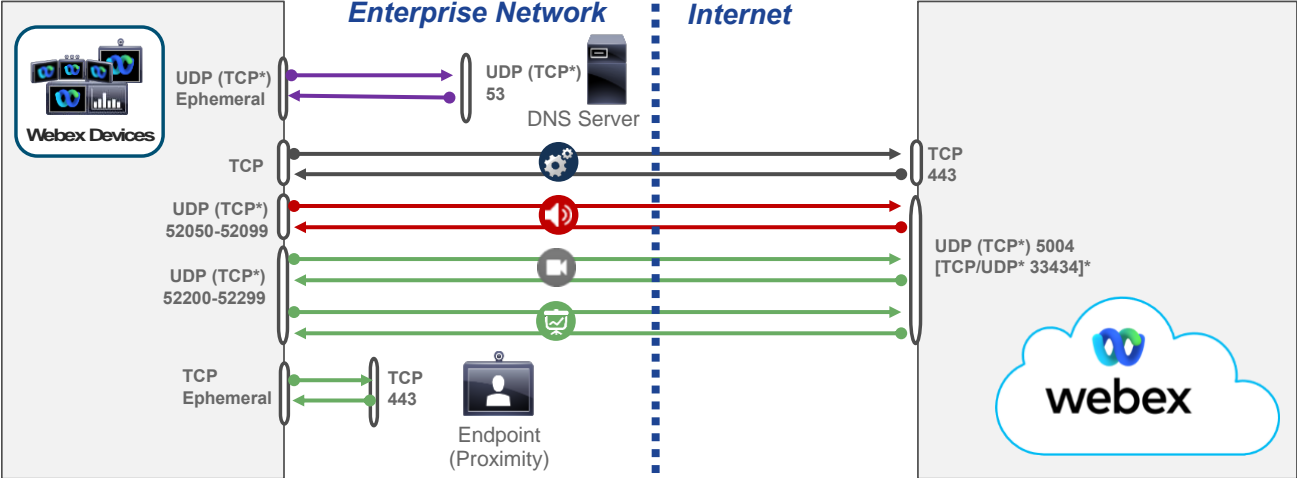 Enterprise Network
Internet
Webex Devices
UDP (TCP*)
Ephemeral
UDP (TCP*)
53
DNS Server
TCP
TCP
443
UDP (TCP*)
52050-52099
UDP (TCP*)
52200-52299
UDP (TCP*) 5004
[TCP/UDP* 33434]*
TCP
Ephemeral
TCP
443
Endpoint
(Proximity)
webex